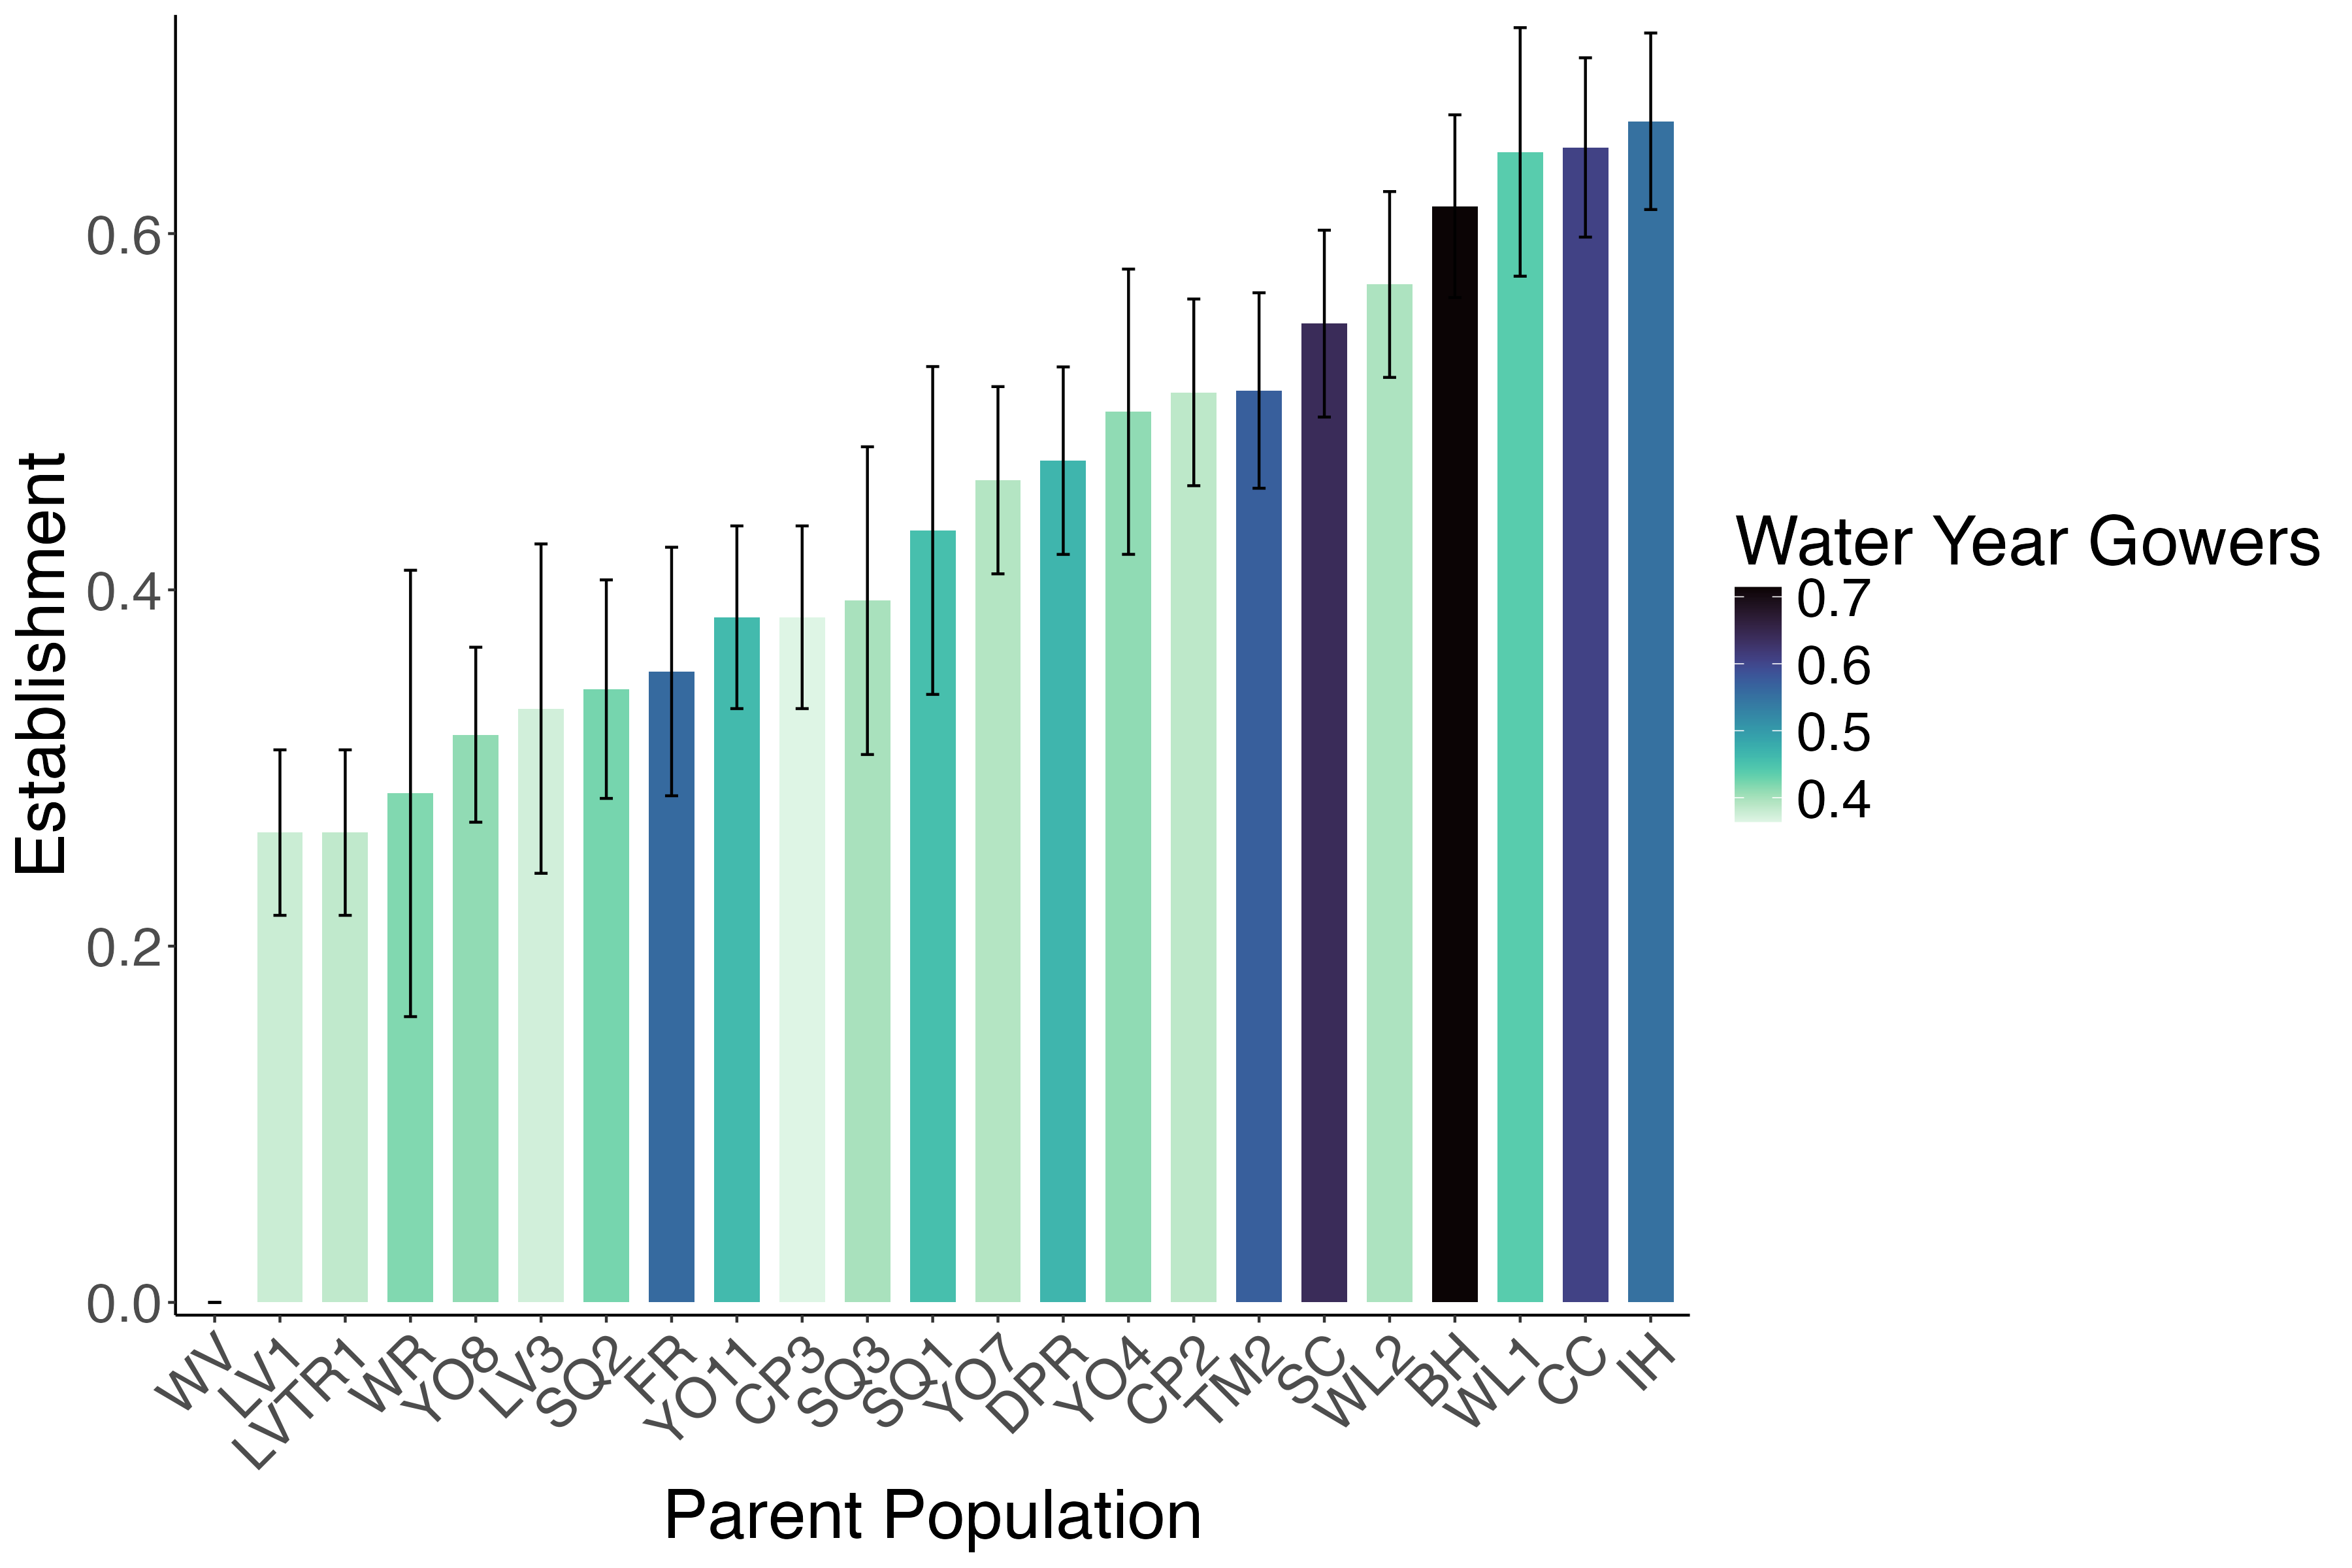 Establishment
0.6
0.4
0.2
0.0
WV
LV1
LVTR1
WR
YO8
LV3
SQ2
FR
YO11
CP3
SQ3
SQ1
YO7
DPR
YO4
CP2
TM2
SC
WL2
BH
WL1
CC
IH
Parent Population
Water Year Gowers
0.7
0.6
0.5
0.4